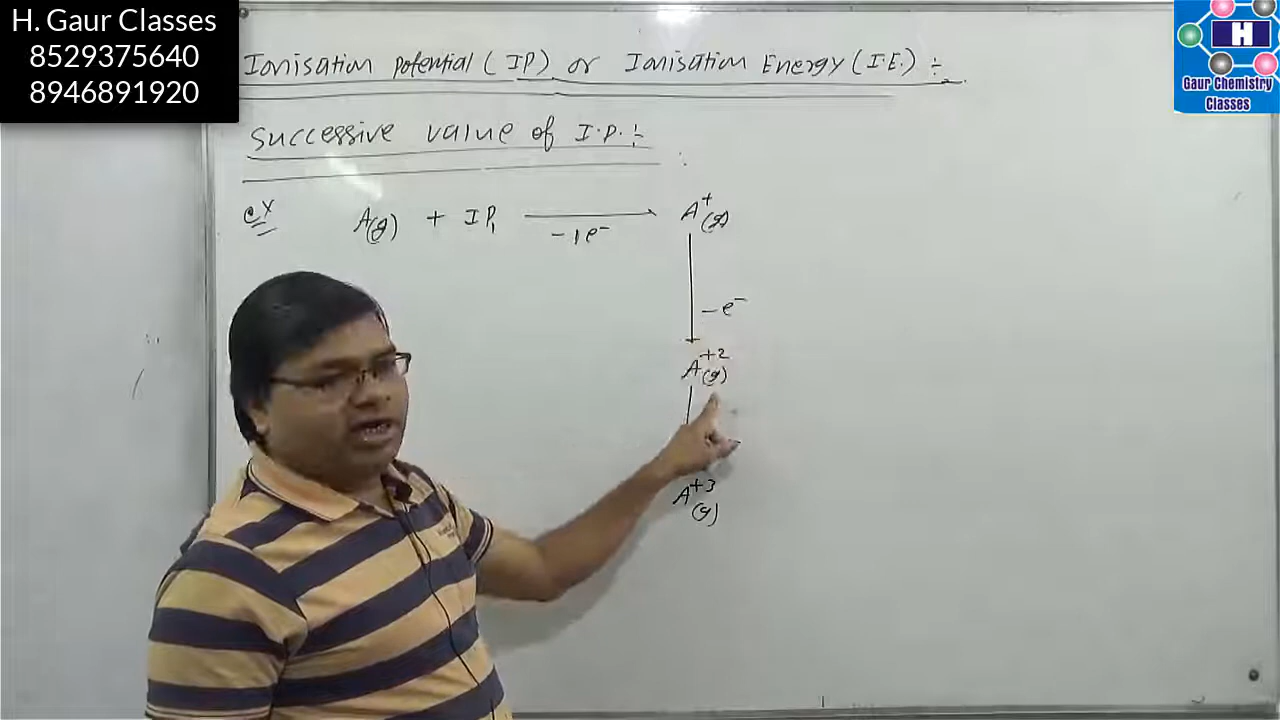 H. Gaur Classes
8529375640
8946891920
H
Gaur Chemistry
Classes
Ionisation Potential (IP) or Ionisation Energy (I.E.) ÷
Successive value of I.P. ÷
ex A(g) + IP₁ —————→ A⁺(g)
-1e⁻
-e⁻
A⁺²(g)
A⁺³(g)